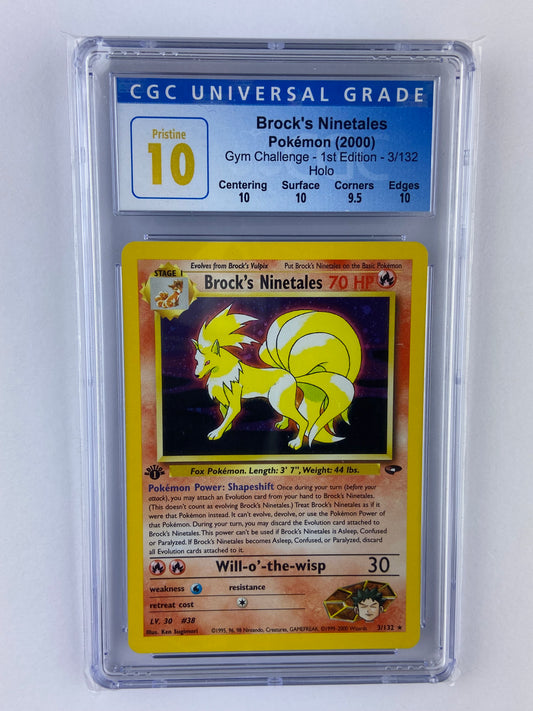 CGC UNIVERSAL GRADE
Pristine
10
Brock's Ninetales
Pokémon (2000)
Gym Challenge - 1st Edition - 3/132
Holo
Centering Surface Corners Edges
10 10 9.5 10
Evolves from Brock's Vulpix Put Brock's Ninetales on the Basic Pokémon
STAGE 1
Brock's Ninetales 70 HP
Fox Pokémon. Length: 3' 7", Weight: 44 lbs.
EDITION
1
Pokémon Power: Shapeshift Once during your turn (before your
attack), you may attach an Evolution card from your hand to Brock's Ninetales.
(This doesn't count as evolving Brock's Ninetales.) Treat Brock's Ninetales as if it
were that Pokémon instead. It can't evolve, devolve, or use the Pokémon Power of
that Pokémon. During your turn, you may discard the Evolution card attached to
Brock's Ninetales. This power can't be used if Brock's Ninetales is Asleep, Confused,
or Paralyzed. If Brock's Ninetales becomes Asleep, Confused, or Paralyzed, discard
all Evolution cards attached to it.
Will-o'-the-wisp 30
weakness resistance
retreat cost
LV. 30 #38
Illus. Ken Sugimori ©1995, 96, 98 Nintendo, Creatures, GAMEFREAK. ©1999-2000 Wizards. 3/132 ★